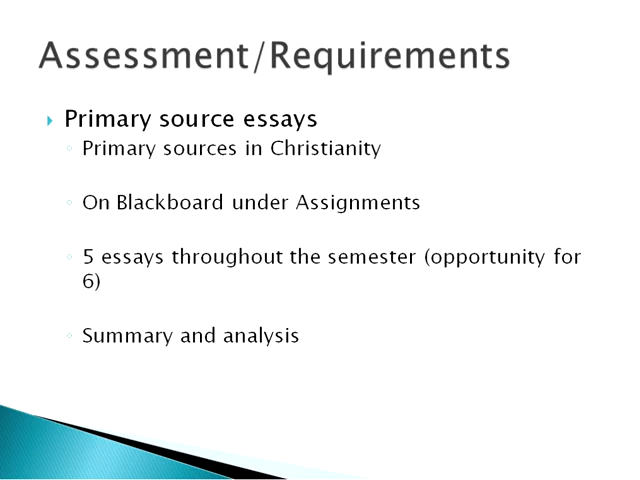 Assessment/Requirements
Primary source essays
Primary sources in Christianity
On Blackboard under Assignments
5 essays throughout the semester (opportunity for
6)
Summary and analysis